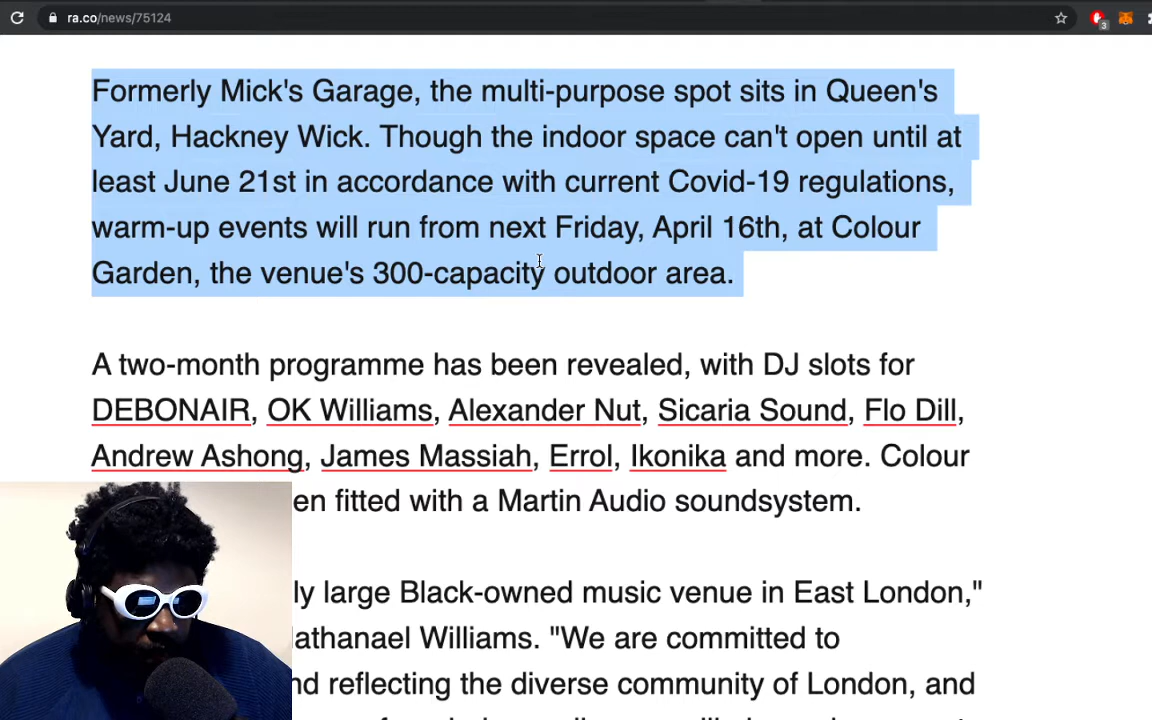 ra.co/news/75124
3
Formerly Mick's Garage, the multi-purpose spot sits in Queen's
Yard, Hackney Wick. Though the indoor space can't open until at
least June 21st in accordance with current Covid-19 regulations,
warm-up events will run from next Friday, April 16th, at Colour
Garden, the venue's 300-capacity outdoor area.
A two-month programme has been revealed, with DJ slots for
DEBONAIR, OK Williams, Alexander Nut, Sicaria Sound, Flo Dill,
Andrew Ashong, James Massiah, Errol, Ikonika and more. Colour
en fitted with a Martin Audio soundsystem.
ly large Black-owned music venue in East London,"
athanael Williams. "We are committed to
nd reflecting the diverse community of London, and